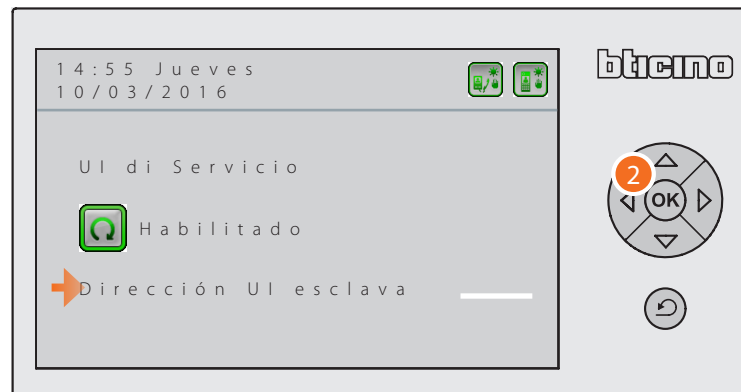 14:55 Jueves
10/03/2016
bticino
UI di Servicio
2
OK
Habilitado
Dirección UI esclava